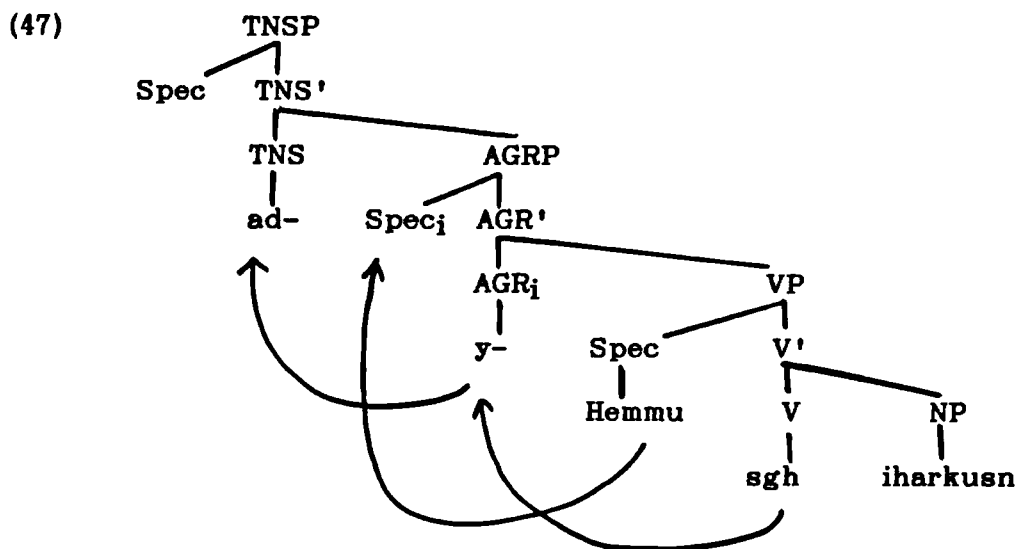 (47)
TNSP
Spec TNS'
TNS AGRP
ad- Speci AGR'
AGRi VP
y- Spec V'
Hemmu V NP
sgh iharkusn